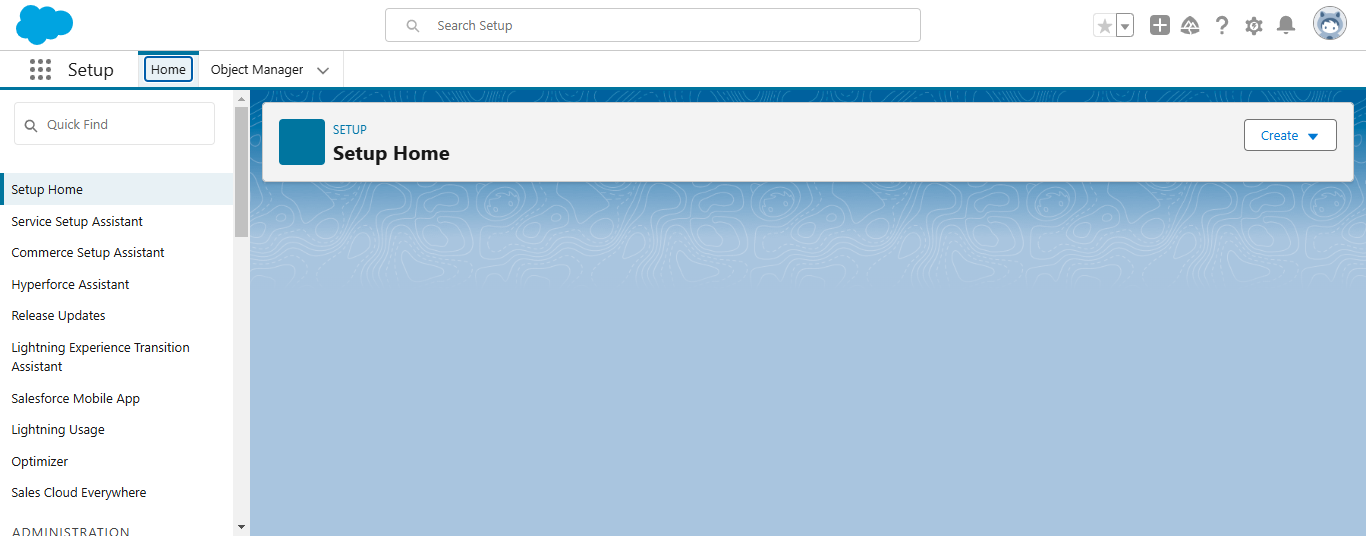 Search Setup
Setup
Home
Object Manager
Quick Find
SETUP
Setup Home
Create
Setup Home
Service Setup Assistant
Commerce Setup Assistant
Hyperforce Assistant
Release Updates
Lightning Experience Transition
Assistant
Salesforce Mobile App
Lightning Usage
Optimizer
Sales Cloud Everywhere
ADMINISTRATION